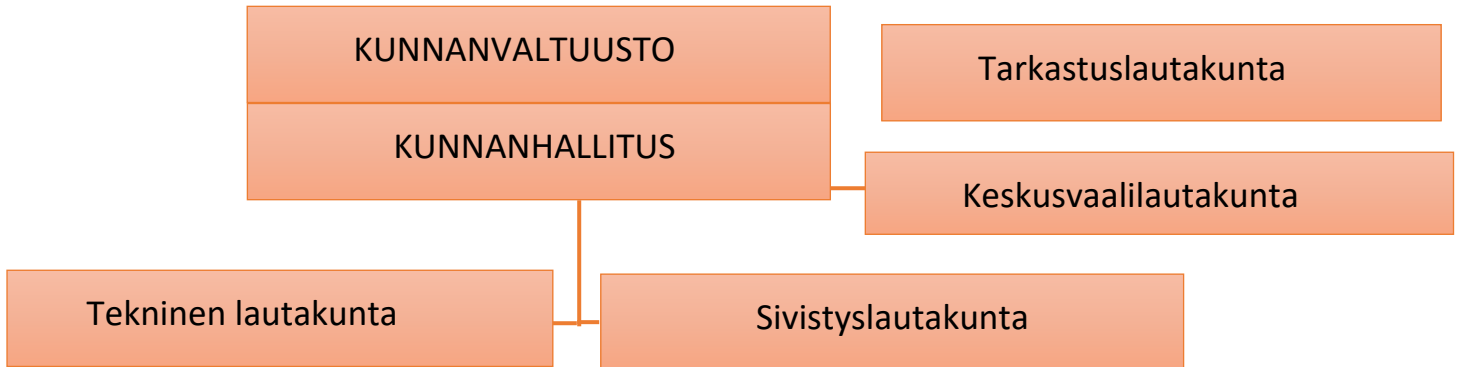 KUNNANVALTUUSTO
Tarkastuslautakunta
KUNNANHALLITUS
Keskusvaalilautakunta
Tekninen lautakunta
Sivistyslautakunta